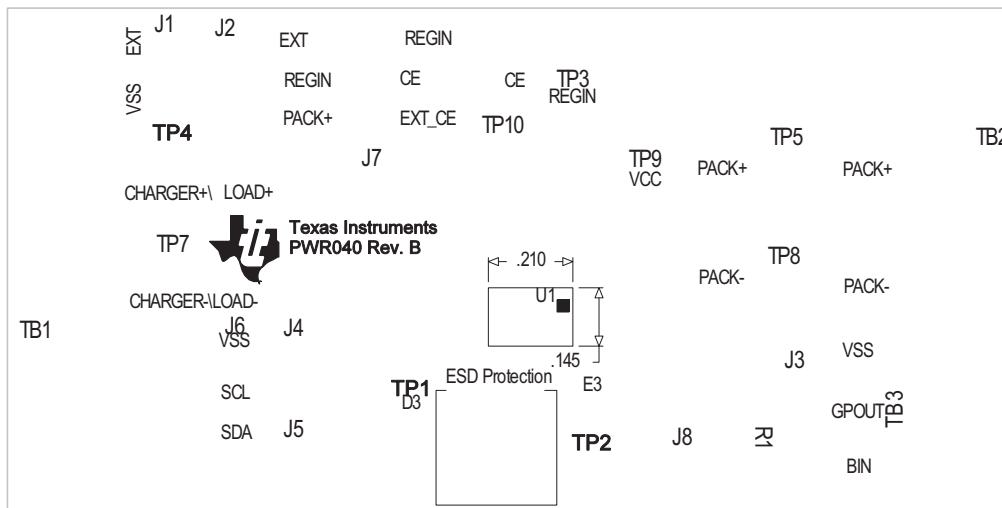 J1
J2
EXT
EXT
REGIN
VSS
REGIN
CE
CE
TP3
REGIN
PACK+
EXT_CE
TP10
TP4
J7
TP9
VCC
TP5
TB2
PACK+
PACK+
CHARGER+\ LOAD+
TP7
Texas Instruments
PWR040 Rev. B
.210
TP8
PACK-
PACK-
CHARGER-\LOAD-
U1
TB1
J6
VSS
J4
.145
J3
VSS
ESD Protection
TP1
D3
E3
SCL
GPOUT
TB3
SDA
J5
TP2
J8
R1
BIN